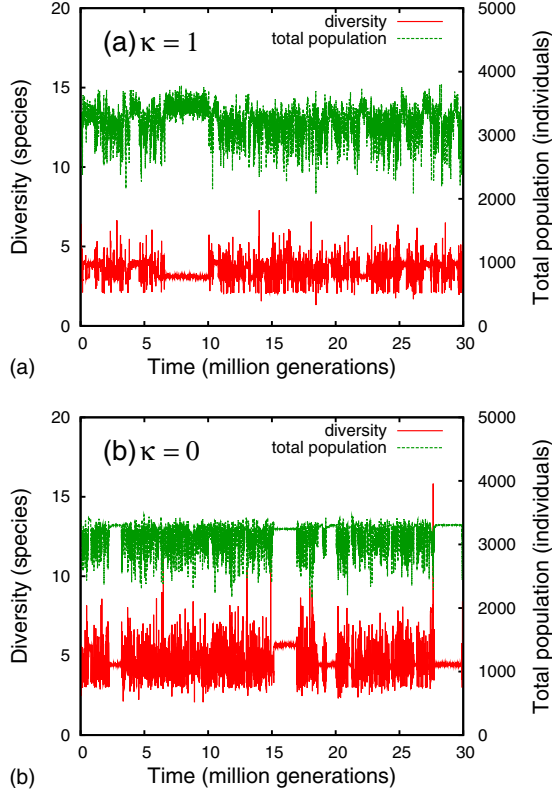 20
15
10
5
0
0 5 10 15 20 25 30
5000
4000
3000
2000
1000
0
Diversity (species)
Total population (individuals)
Time (million generations)
(a) κ = 1
diversity
total population
(a)
20
15
10
5
0
0 5 10 15 20 25 30
5000
4000
3000
2000
1000
0
Diversity (species)
Total population (individuals)
Time (million generations)
(b) κ = 0
diversity
total population
(b)